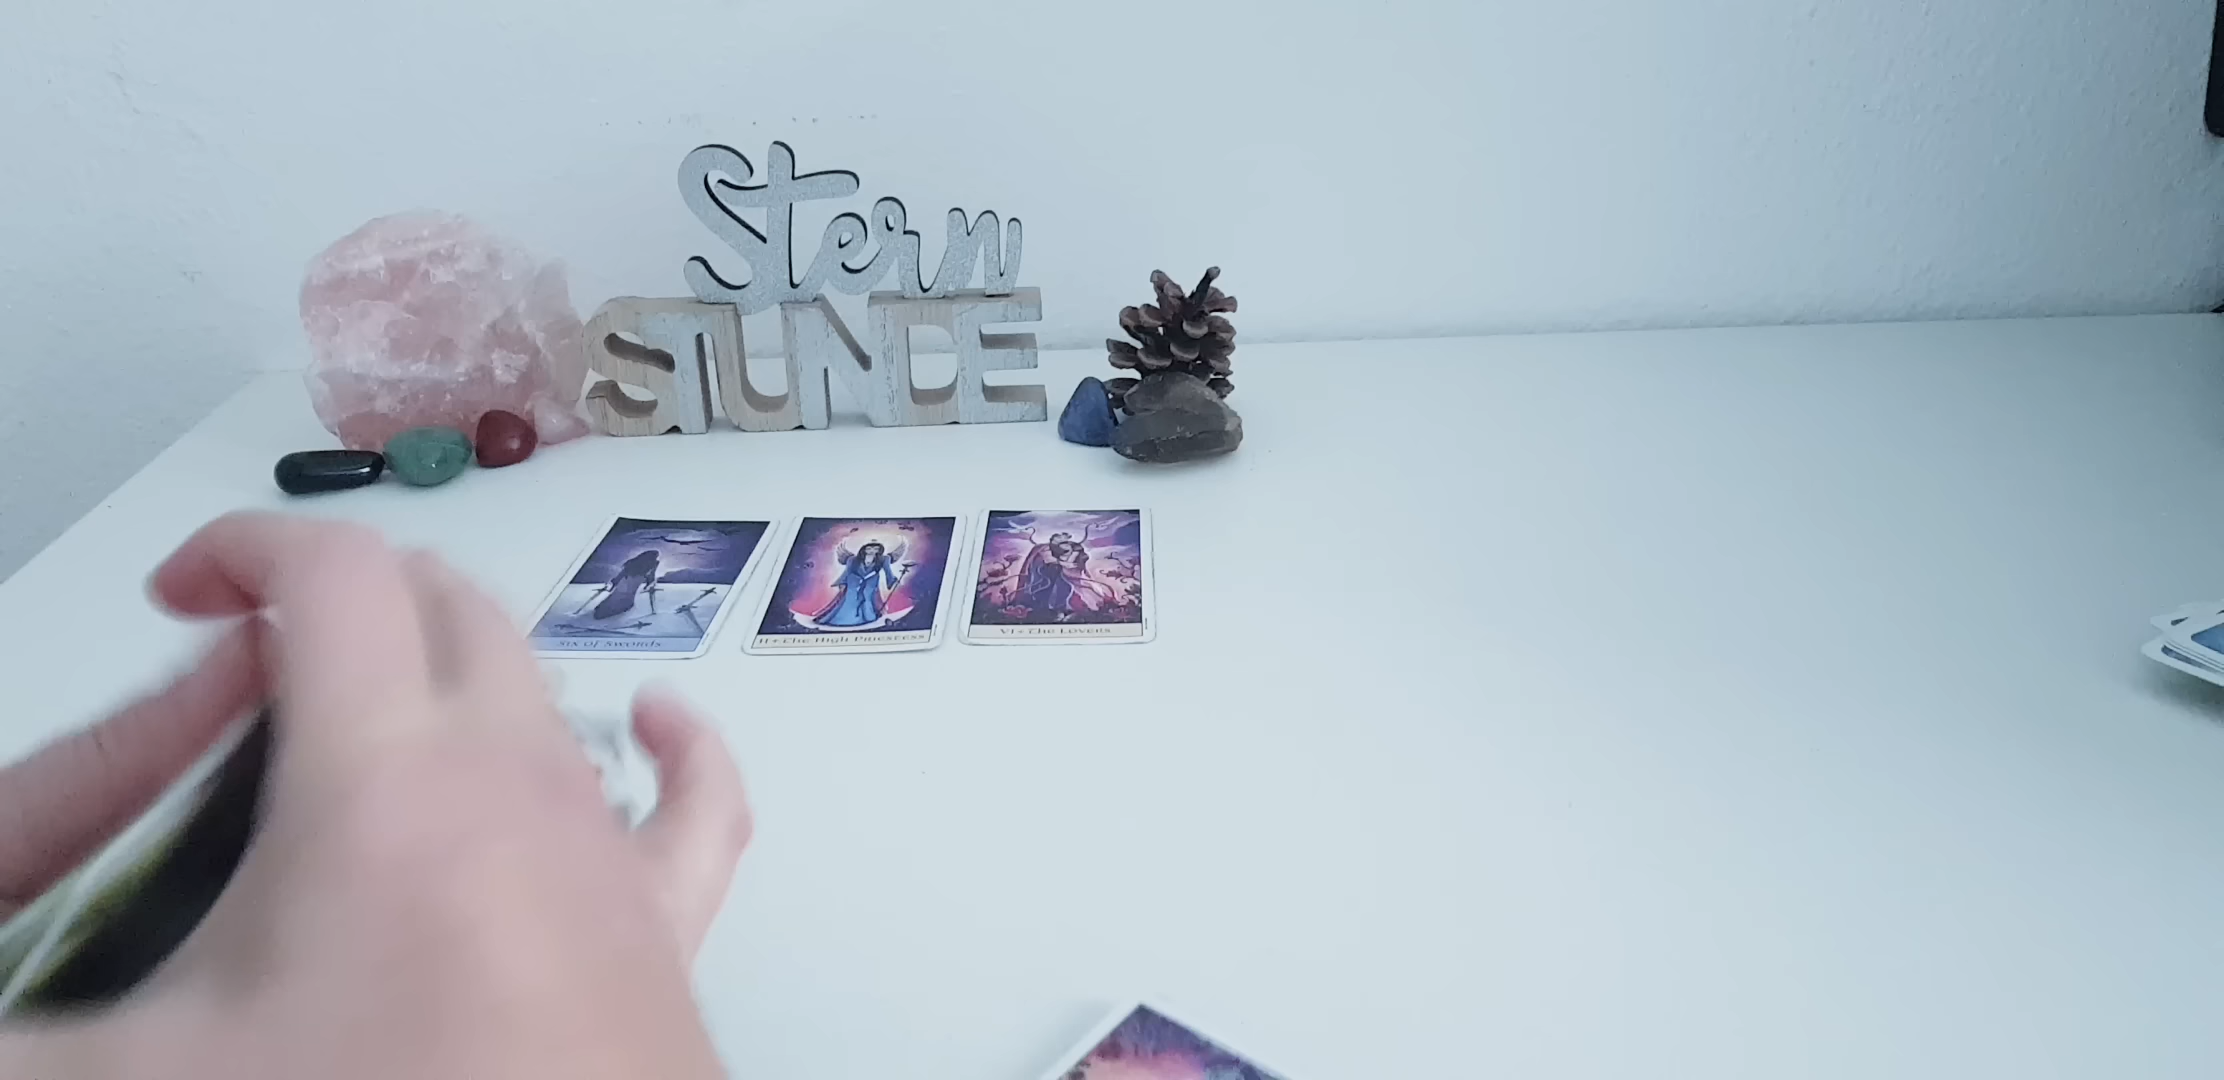 Stern
STUNDE
SIX OF SWORDS
II • The High Priestess
VI • The Lovers